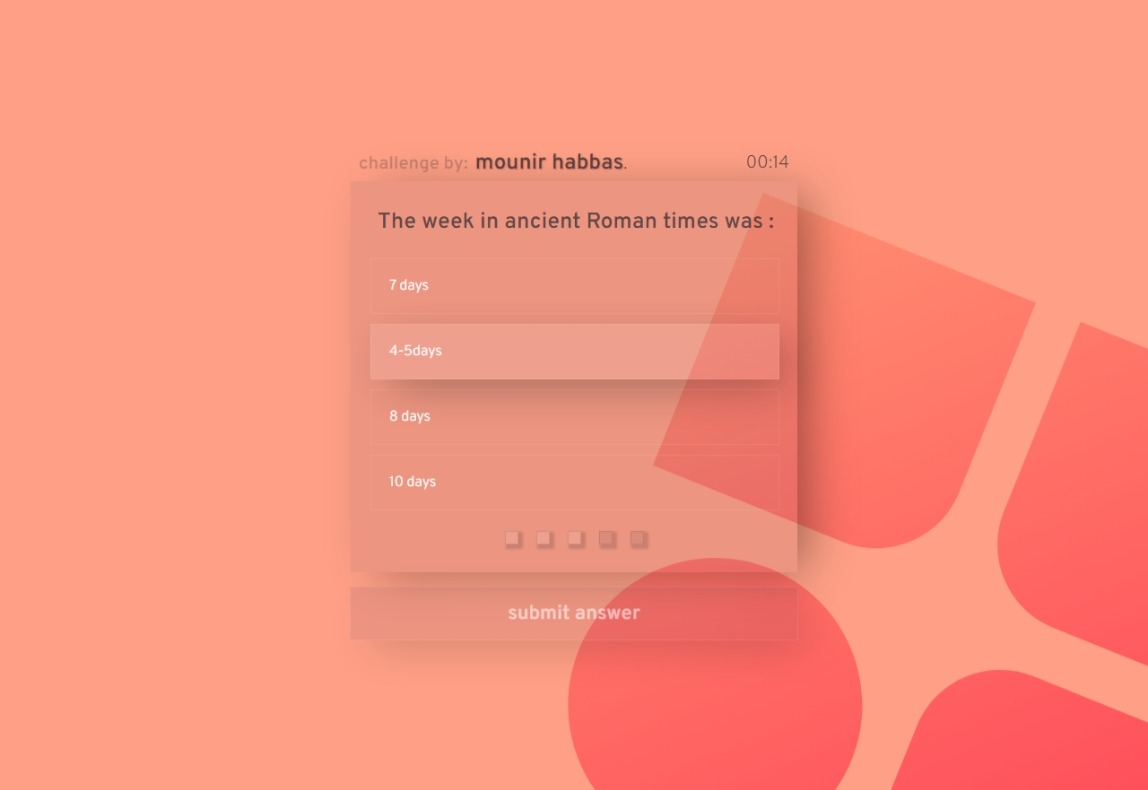 challenge by: mounir habbas. 00:14
The week in ancient Roman times was :
7 days
4-5days
8 days
10 days
submit answer